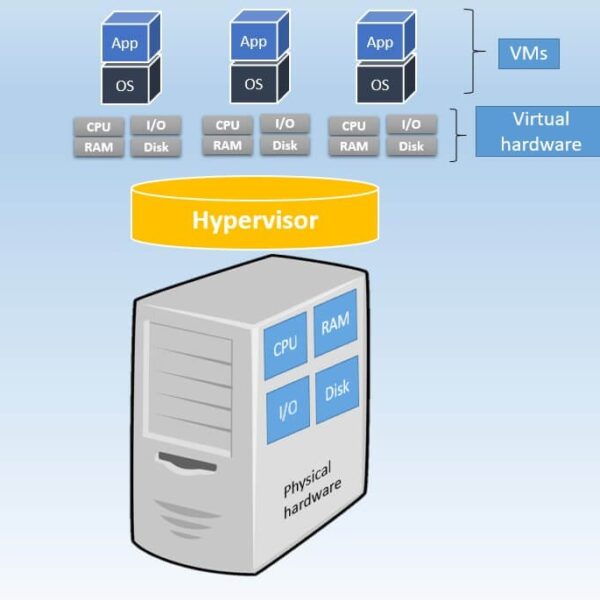 App App App VMs
OS OS OS
CPU I/O CPU I/O CPU I/O Virtual
RAM Disk RAM Disk RAM Disk hardware
Hypervisor
CPU RAM
I/O Disk
Physical
hardware